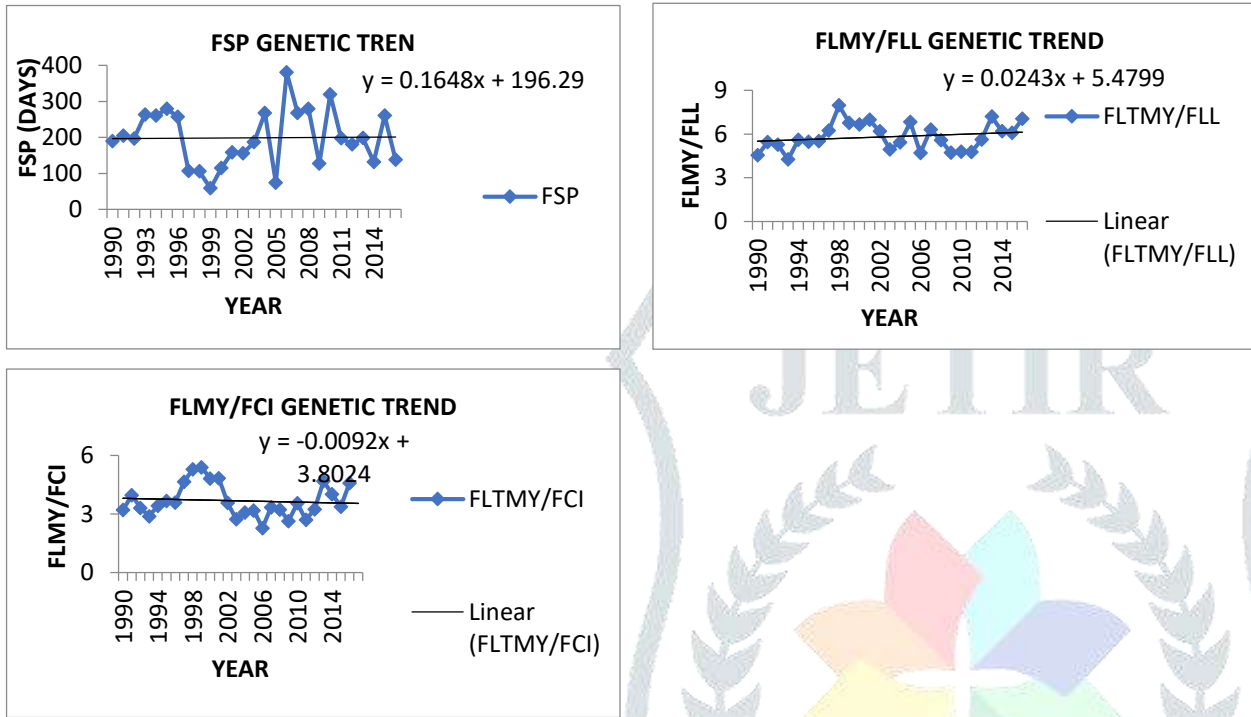 FSP GENETIC TREN
y = 0.1648x + 196.29
FSP (DAYS)
400
300
200
100
0
1990
1993
1996
1999
2002
2005
2008
2011
2014
YEAR
FSP
FLMY/FLL GENETIC TREND
y = 0.0243x + 5.4799
FLMY/FLL
9
6
3
0
1990
1994
1998
2002
2006
2010
2014
YEAR
FLTMY/FLL
Linear
(FLTMY/FLL)
FLMY/FCI GENETIC TREND
y = -0.0092x +
3.8024
FLMY/FCI
6
3
0
1990
1994
1998
2002
2006
2010
2014
YEAR
FLTMY/FCI
Linear
(FLTMY/FCI)
JETIR